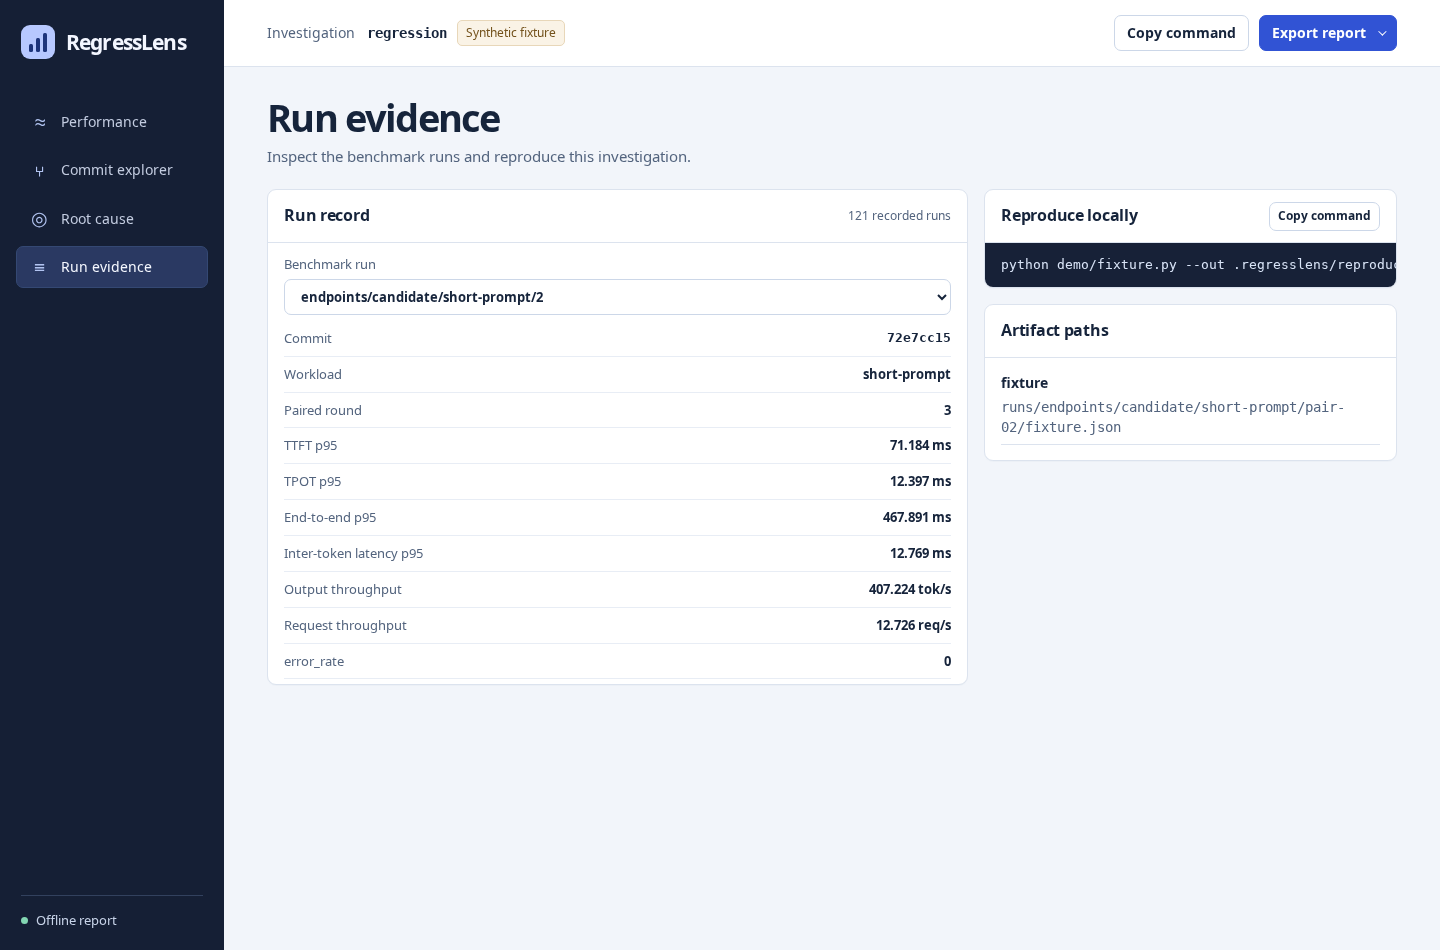 RegressLens
Performance
Commit explorer
Root cause
Run evidence
Offline report
Investigation regression Synthetic fixture
Copy command
Export report
Run evidence
Inspect the benchmark runs and reproduce this investigation.
Run record
121 recorded runs
Benchmark run
endpoints/candidate/short-prompt/2
Commit 72e7cc15
Workload short-prompt
Paired round 3
TTFT p95 71.184 ms
TPOT p95 12.397 ms
End-to-end p95 467.891 ms
Inter-token latency p95 12.769 ms
Output throughput 407.224 tok/s
Request throughput 12.726 req/s
error_rate 0
Reproduce locally
Copy command
python demo/fixture.py --out .regresslens/reproduc
Artifact paths
fixture
runs/endpoints/candidate/short-prompt/pair-
02/fixture.json